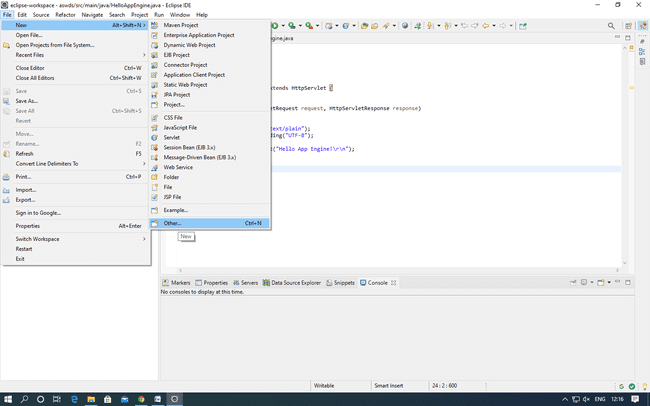 eclipse-workspace - aswds/src/main/java/HelloAppEngine.java - Eclipse IDE
File Edit Source Refactor Navigate Search Project Run Window Help
New Alt+Shift+N >
Open File...
Open Projects from File System...
Recent Files >
Close Editor Ctrl+W
Close All Editors Ctrl+Shift+W
Save Ctrl+S
Save As...
Save All Ctrl+Shift+S
Revert
Move...
Rename... F2
Refresh F5
Convert Line Delimiters To >
Print... Ctrl+P
Import...
Export...
Sign in to Google...
Properties Alt+Enter
Switch Workspace >
Restart
Exit
Maven Project
Enterprise Application Project
Dynamic Web Project
EJB Project
Connector Project
Application Client Project
Static Web Project
JPA Project
Project...
CSS File
JavaScript File
Servlet
Session Bean (EJB 3.x)
Message-Driven Bean (EJB 3.x)
Web Service
Folder
File
JSP File
Example...
Other... Ctrl+N
New
ngine.java
xtends HttpServlet {
etRequest request, HttpServletResponse response)
ext/plain");
ding("UTF-8");
t("Hello App Engine!\r\n");
Markers Properties Servers Data Source Explorer Snippets Console
No consoles to display at this time.
Writable Smart Insert 24 : 2 : 600
ENG 12:16